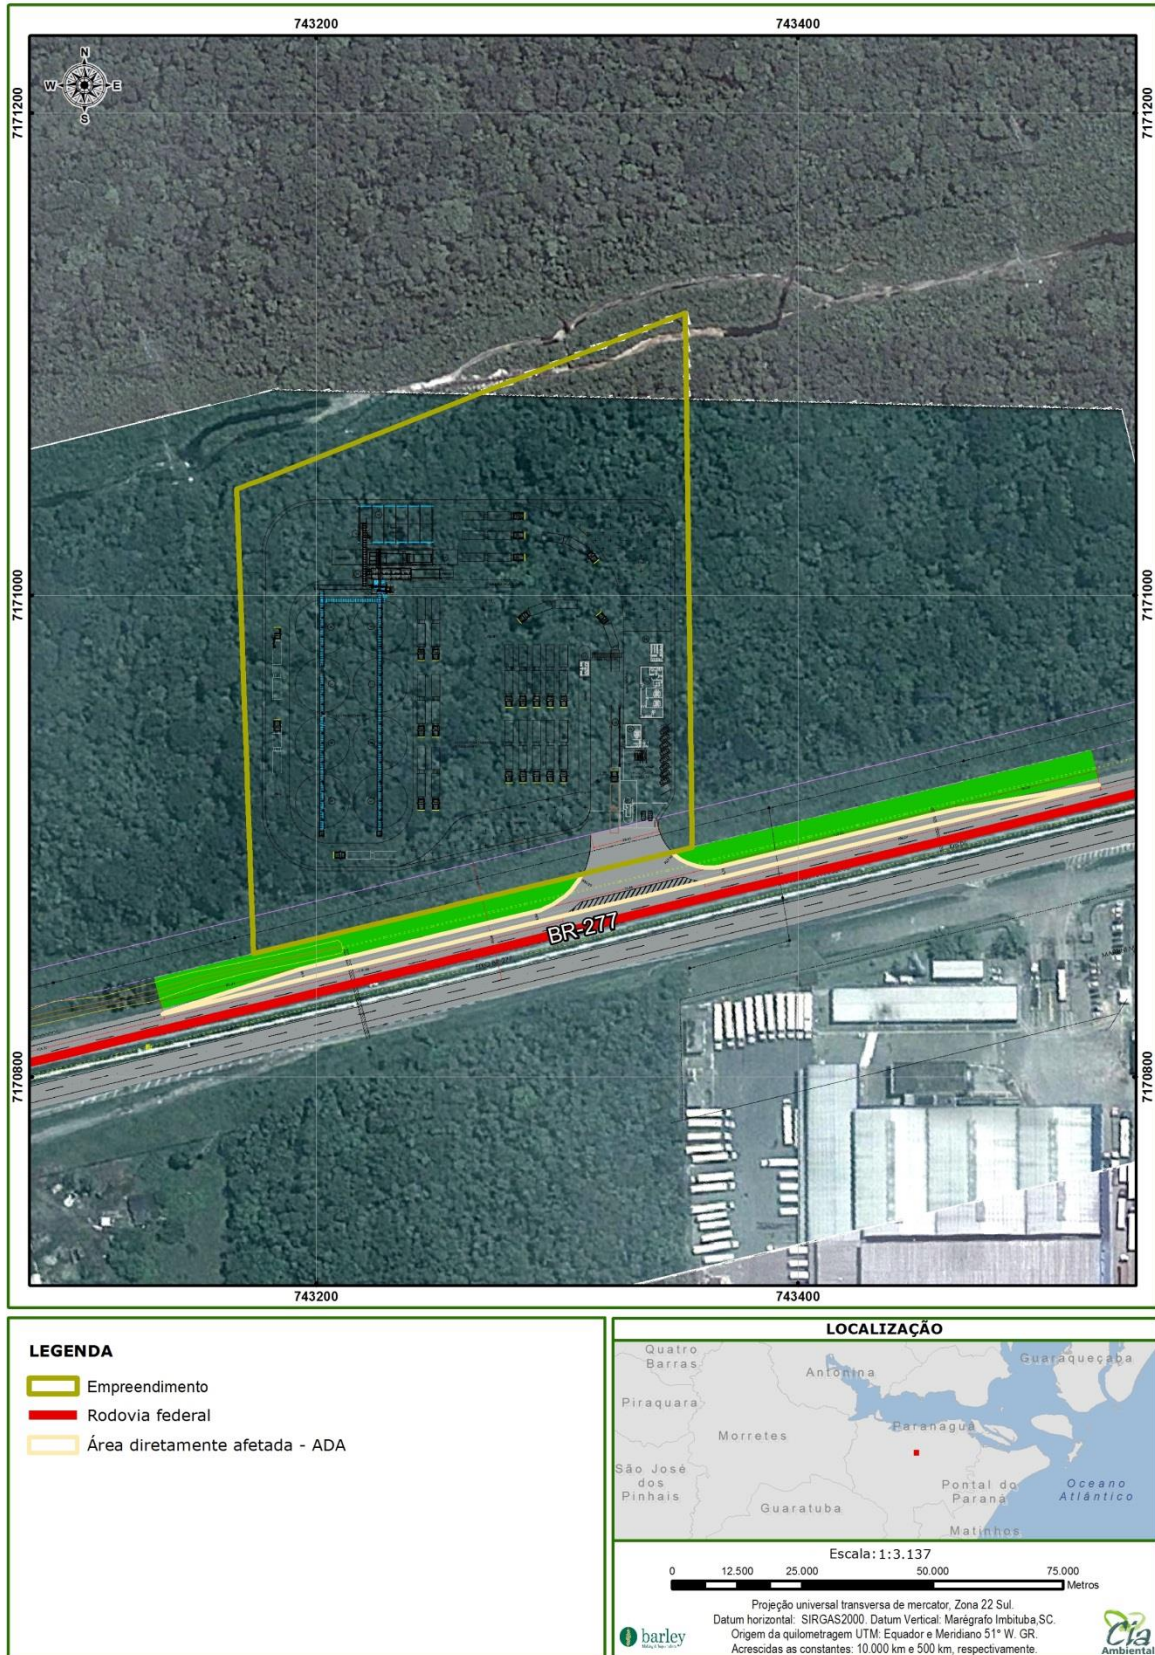 743200
743400
N
W
E
S
7171200
7171200
7171000
7171000
BR-277
7170800
7170800
743200
743400
LEGENDA
Empreendimento
Rodovia federal
Área diretamente afetada - ADA
LOCALIZAÇÃO
Quatro
Barras
Antonina
Guaraqueçaba
Piraquara
Paranaguá
Morretes
São José
dos
Pinhais
Pontal do
Paraná
Oceano
Atlântico
Guaratuba
Matinhos
Escala:1:3.137
0
12.500
25.000
50.000
75.000
Metros
Projeção universal transversa de mercator, Zona 22 Sul.
Datum horizontal: SIRGAS2000. Datum Vertical: Marégrafo Imbituba,SC.
Origem da quilometragem UTM: Equador e Meridiano 51° W. GR.
Acrescidas as constantes: 10.000 km e 500 km, respectivamente.
barley
Cia
Ambiental